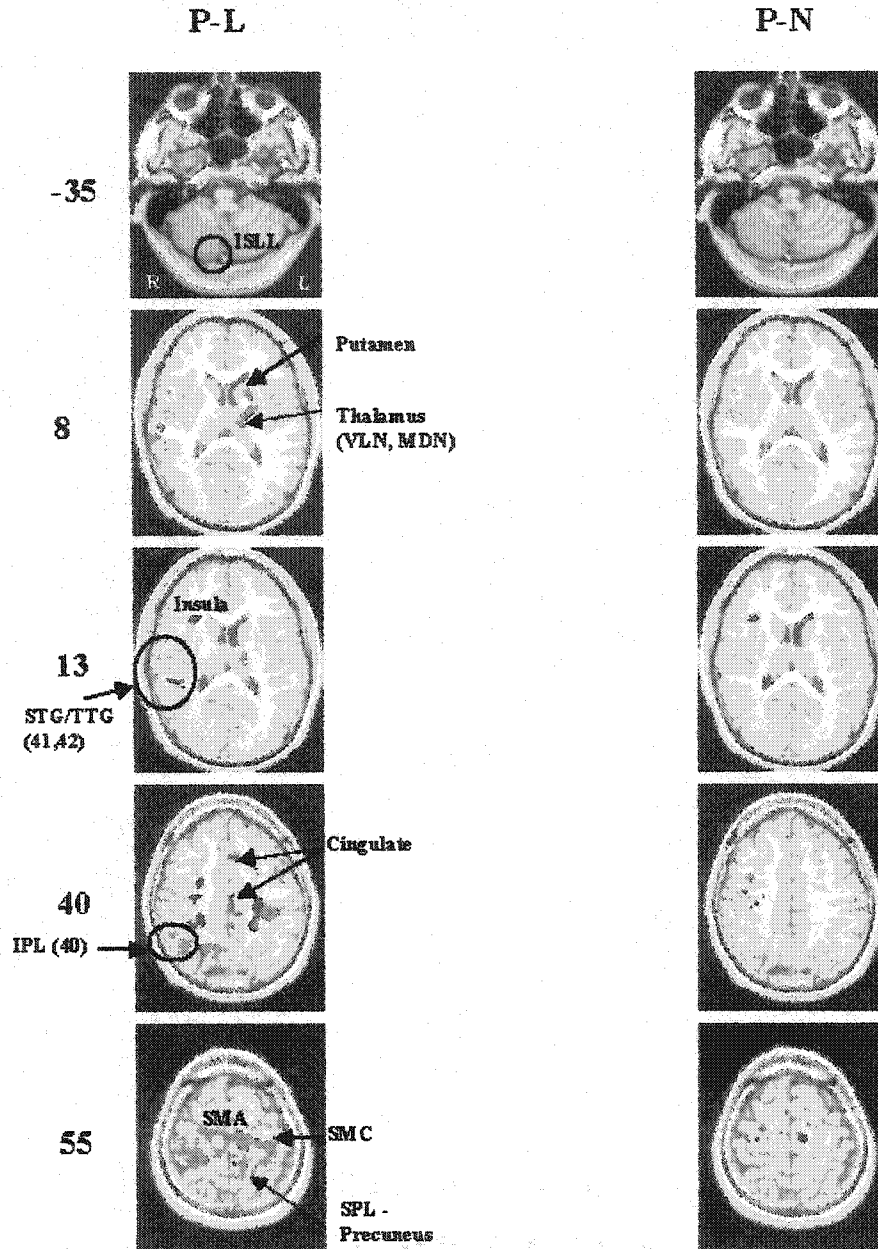 P-L
P-N
-35
ISLL
R
L
Putamen
8
Thalamus
(VLN, MDN)
Insula
13
STG/TTG
(41,42)
Cingulate
40
IPL (40)
SMA
SMC
55
SPL -
Precuneus